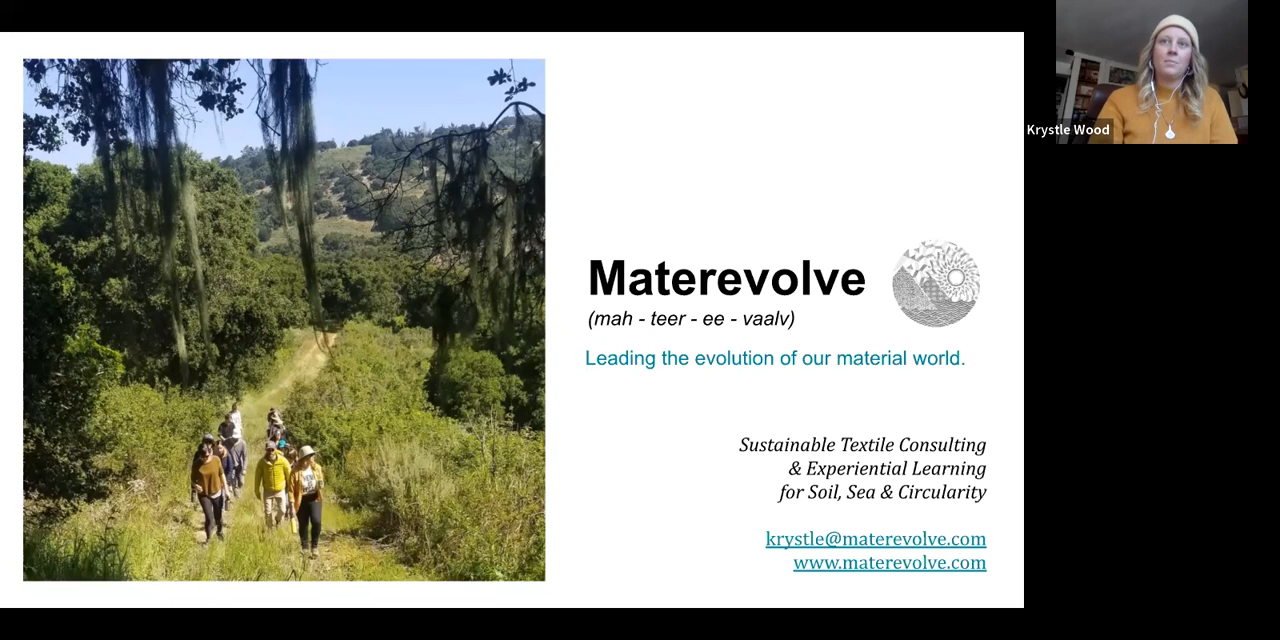 Krystle Wood
Materevolve
(mah - teer - ee - vaalv)
Leading the evolution of our material world.
Sustainable Textile Consulting
& Experiential Learning
for Soil, Sea & Circularity
krystle@materevolve.com
www.materevolve.com